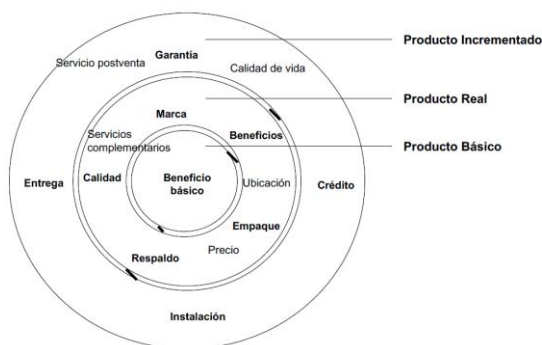 Producto Incrementado
Garantía
Servicio postventa
Calidad de vida
Producto Real
Marca
Servicios
complementarios
Beneficios
Producto Básico
Entrega
Calidad
Beneficio
básico
Ubicación
Crédito
Empaque
Precio
Respaldo
Instalación